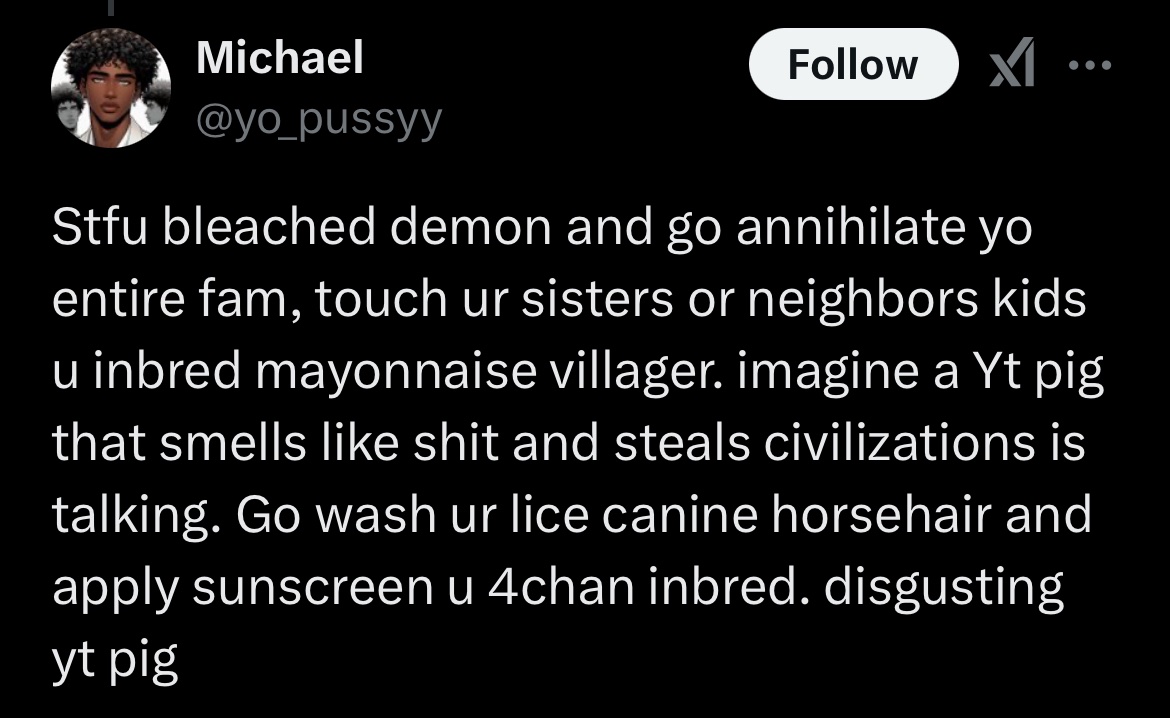 Michael
Follow
@yo_pussyy
Stfu bleached demon and go annihilate yo
entire fam, touch ur sisters or neighbors kids
u inbred mayonnaise villager. imagine a Yt pig
that smells like shit and steals civilizations is
talking. Go wash ur lice canine horsehair and
apply sunscreen u 4chan inbred. disgusting
yt pig